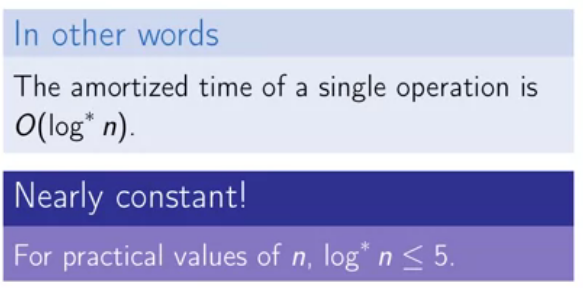 In other words
The amortized time of a single operation is
O(log* n).
Nearly constant!
For practical values of n, log* n ≤ 5.